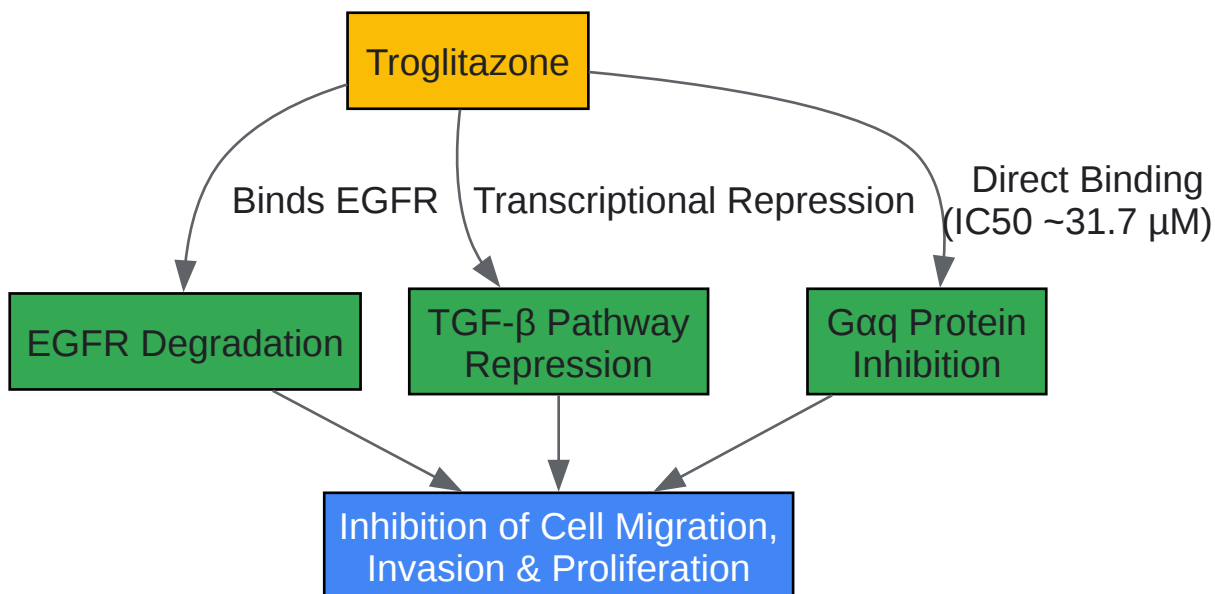 Troglitazone
Binds EGFR
Transcriptional Repression
Direct Binding
(IC50 ~31.7 µM)
EGFR Degradation
TGF-β Pathway
Repression
Gαq Protein
Inhibition
Inhibition of Cell Migration,
Invasion & Proliferation